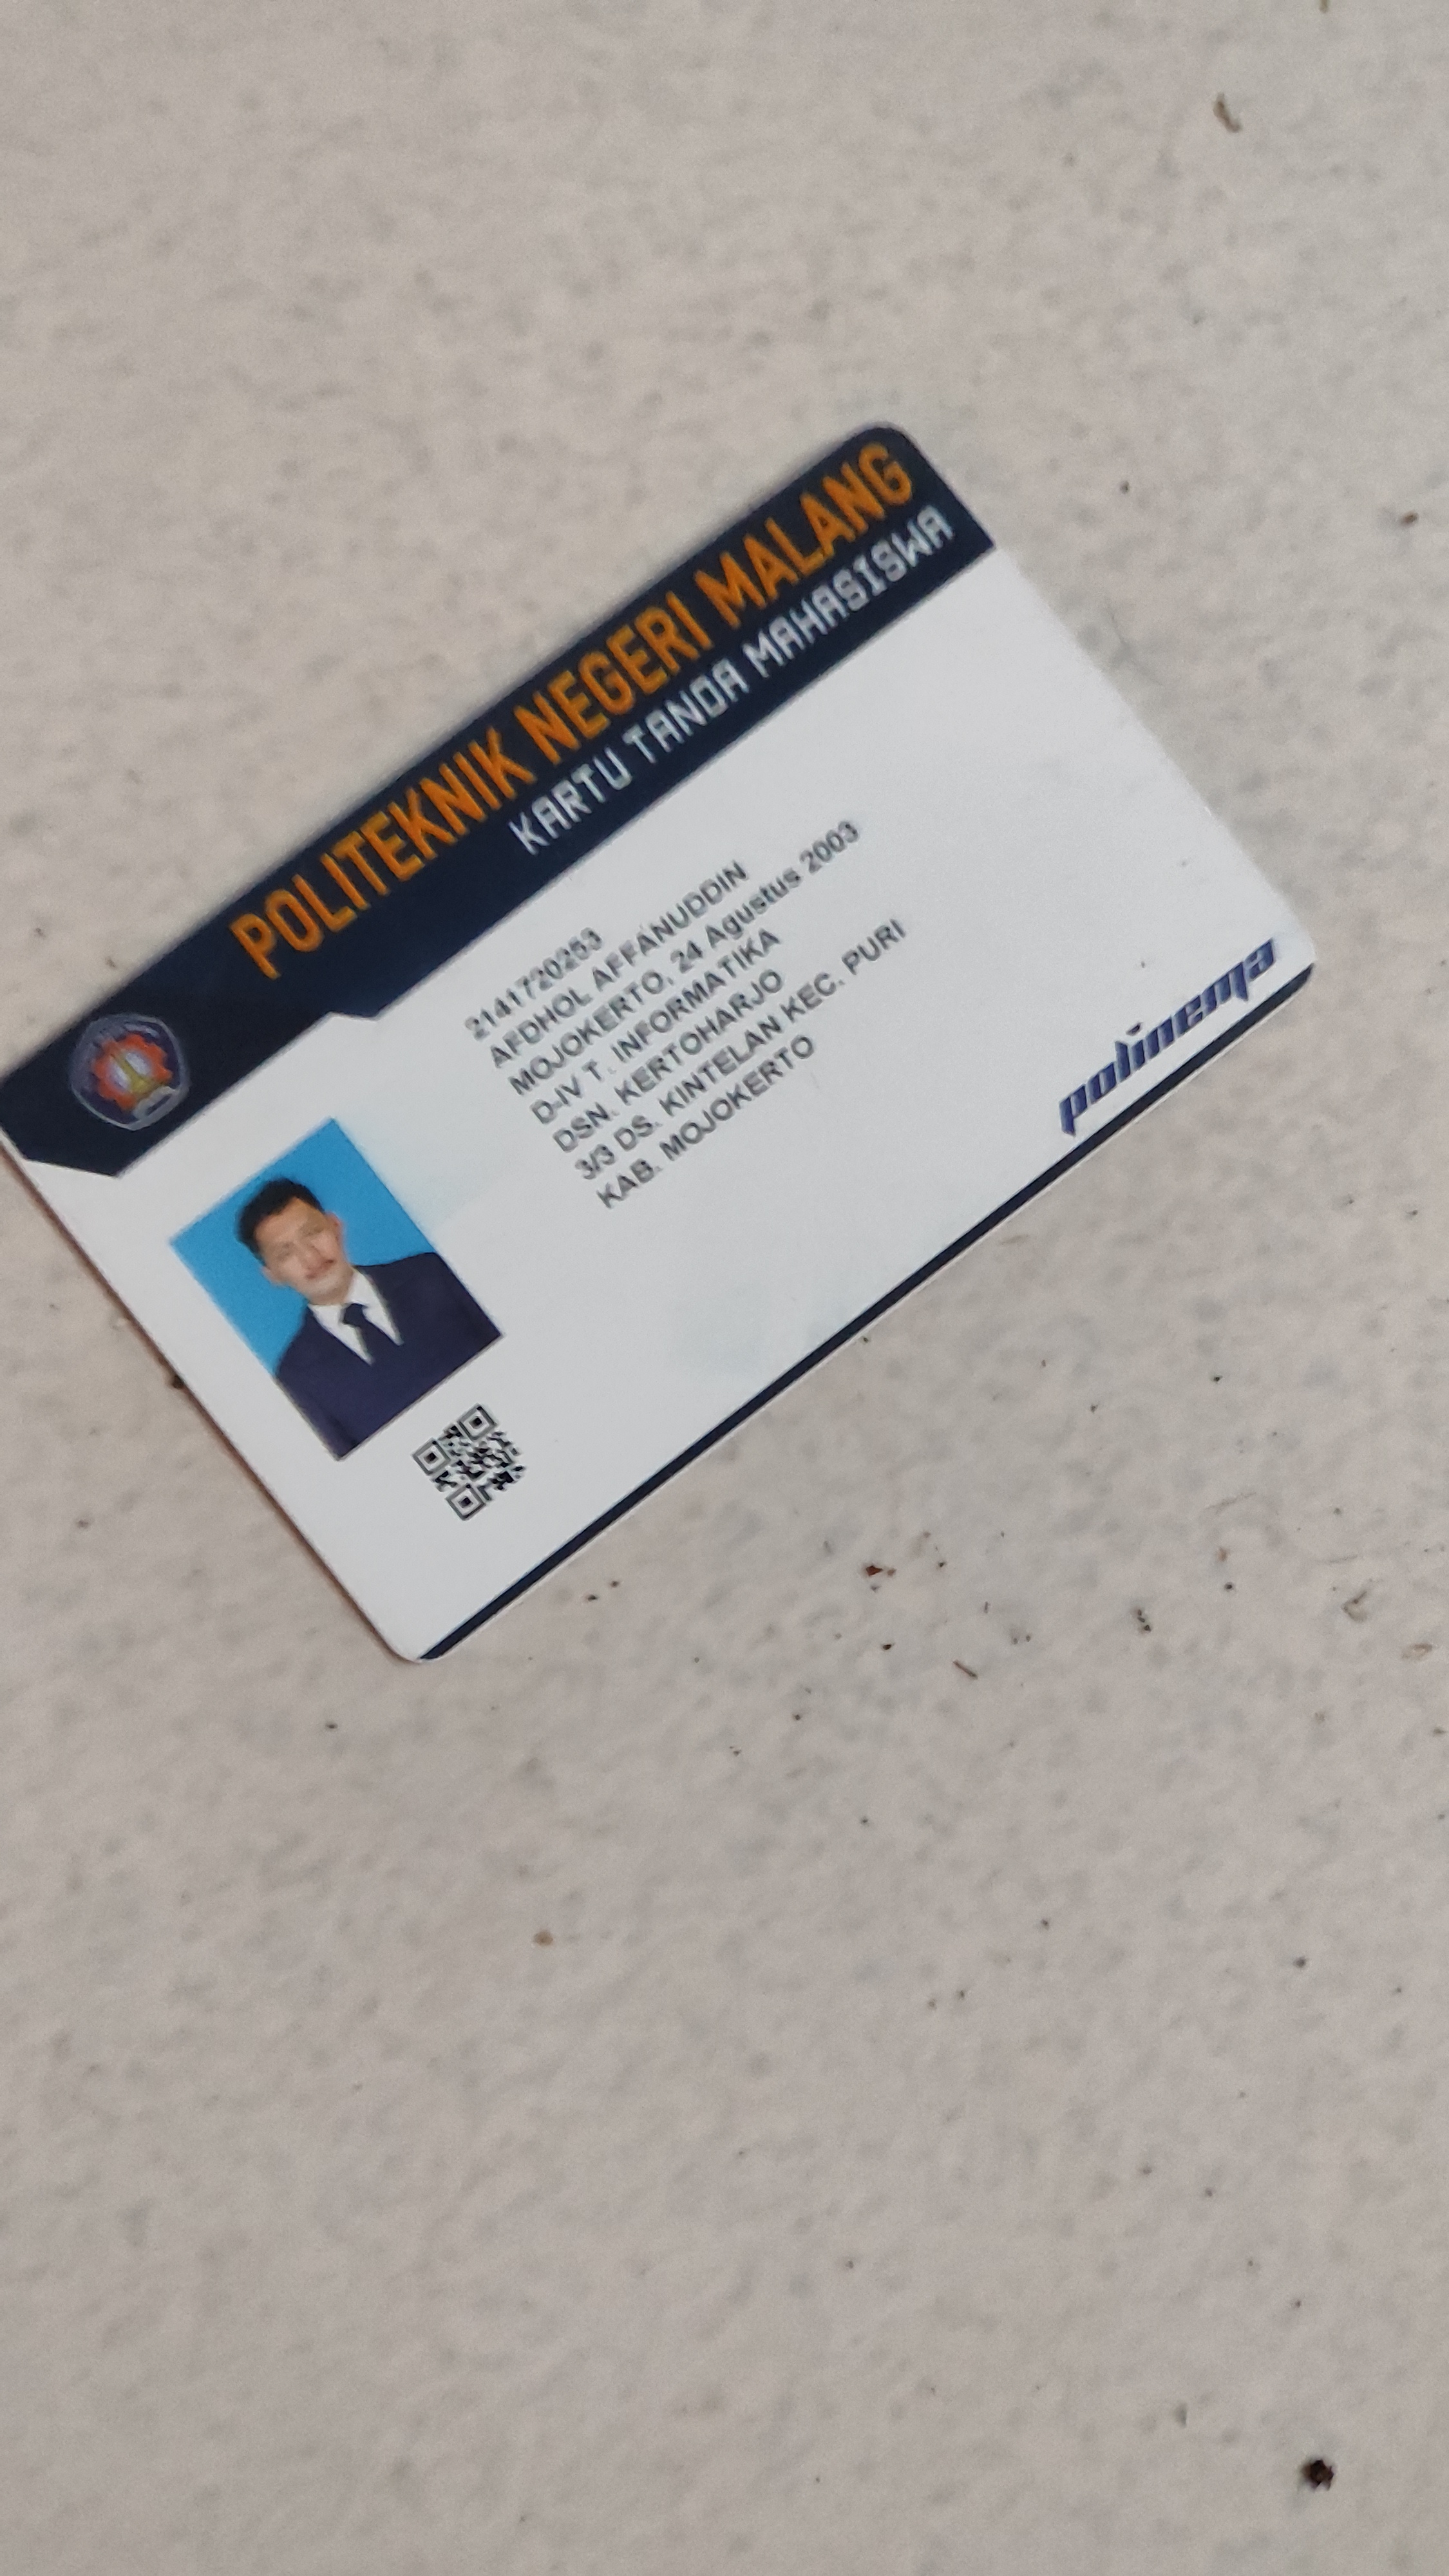 POLITEKNIK NEGERI MALANG
KARTU TANDA MAHASISWA
2141720253
AFDHOL AFFANUDDIN
MOJOKERTO, 24 Agustus 2003
D-IV T. INFORMATIKA
DSN. KERTOHARJO
3/3 DS. KINTELAN KEC. PURI
KAB. MOJOKERTO
polinema